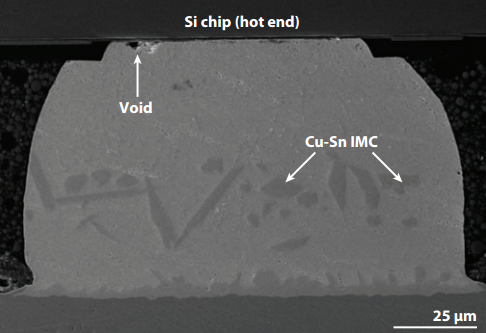 Si chip (hot end)
Void
Cu-Sn IMC
25 μm